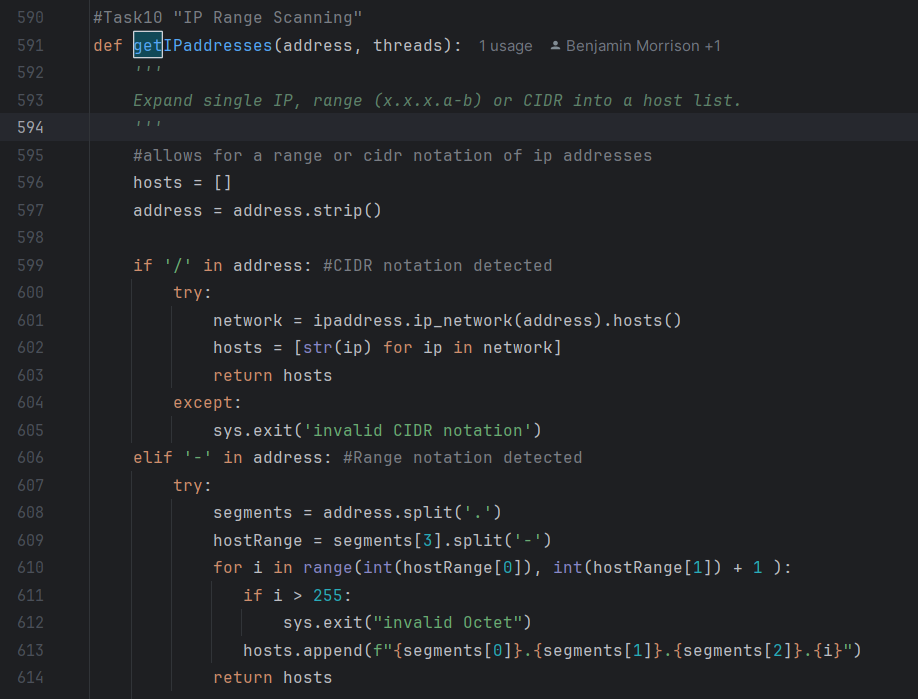 590 #Task10 "IP Range Scanning"
591 def getIPaddresses(address, threads): 1 usage Benjamin Morrison +1
592 '''
593 Expand single IP, range (x.x.x.a-b) or CIDR into a host list.
594 '''
595 #allows for a range or cidr notation of ip addresses
596 hosts = []
597 address = address.strip()
598
599 if '/' in address: #CIDR notation detected
600 try:
601 network = ipaddress.ip_network(address).hosts()
602 hosts = [str(ip) for ip in network]
603 return hosts
604 except:
605 sys.exit('invalid CIDR notation')
606 elif '-' in address: #Range notation detected
607 try:
608 segments = address.split('.')
609 hostRange = segments[3].split('-')
610 for i in range(int(hostRange[0]), int(hostRange[1]) + 1 ):
611 if i > 255:
612 sys.exit("invalid Octet")
613 hosts.append(f"{segments[0]}.{segments[1]}.{segments[2]}.{i}")
614 return hosts